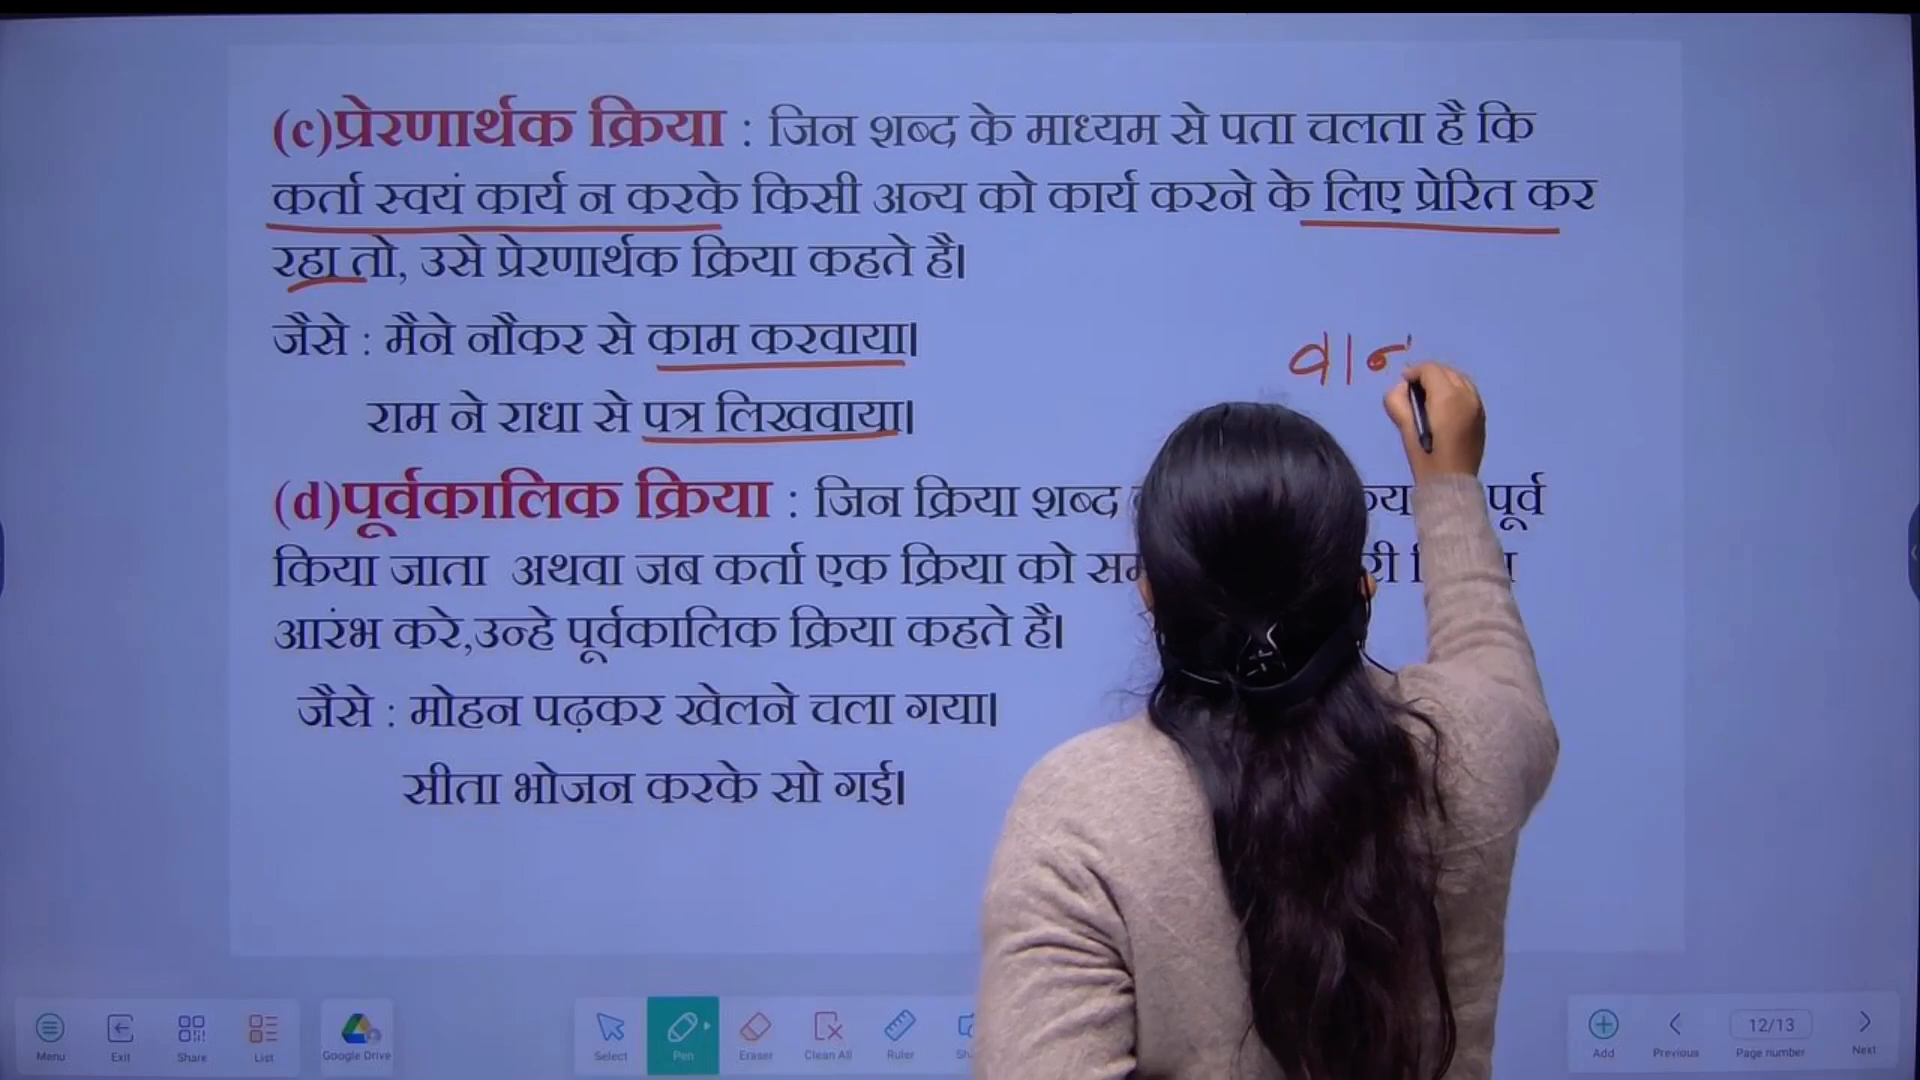 (c)प्रेरणार्थक क्रिया : जिन शब्द के माध्यम से पता चलता है कि
कर्ता स्वयं कार्य न करके किसी अन्य को कार्य करने के लिए प्रेरित कर
रहा तो, उसे प्रेरणार्थक क्रिया कहते है।
जैसे : मैने नौकर से काम करवाया।
राम ने राधा से पत्र लिखवाया।
(d)पूर्वकालिक क्रिया : जिन क्रिया शब्द पूर्व
किया जाता अथवा जब कर्ता एक क्रिया को
आरंभ करे,उन्हे पूर्वकालिक क्रिया कहते है।
जैसे : मोहन पढ़कर खेलने चला गया।
सीता भोजन करके सो गई।
Menu Exit Share List Google Drive Select Pen Eraser Clean All Ruler Add Previous 12/13 Page number Next